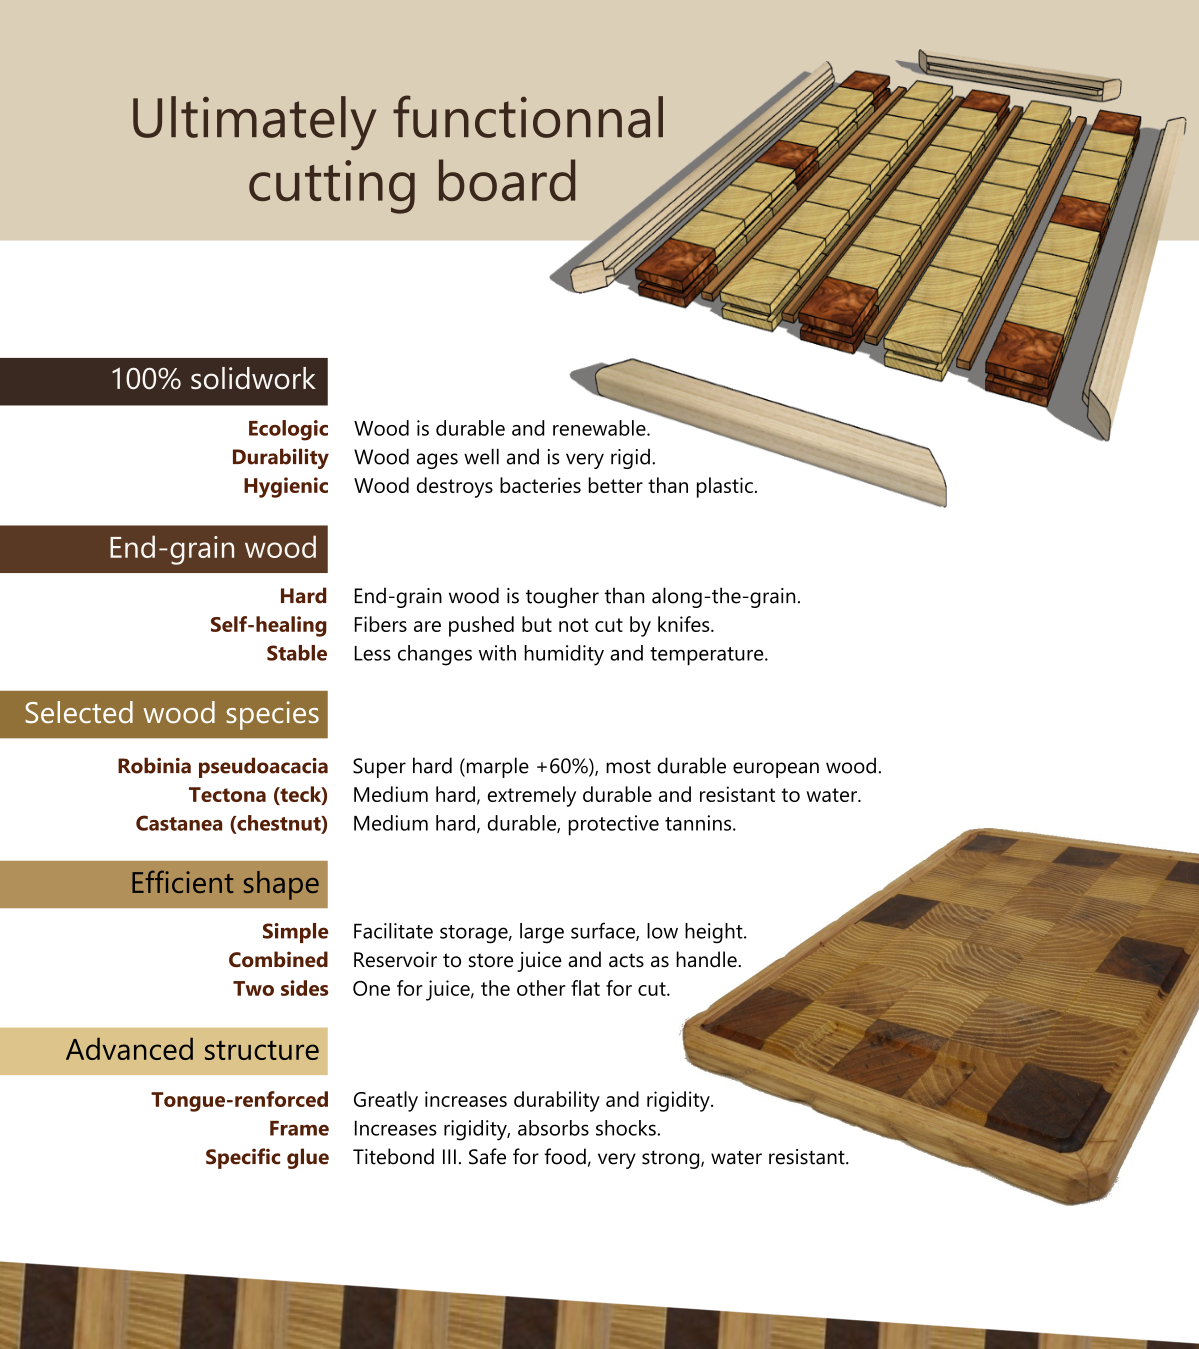 Ultimately functionnal
cutting board
100% solidwork
Ecologic Wood is durable and renewable.
Durability Wood ages well and is very rigid.
Hygienic Wood destroys bacteries better than plastic.
End-grain wood
Hard End-grain wood is tougher than along-the-grain.
Self-healing Fibers are pushed but not cut by knifes.
Stable Less changes with humidity and temperature.
Selected wood species
Robinia pseudoacacia Super hard (marple +60%), most durable european wood.
Tectona (teck) Medium hard, extremely durable and resistant to water.
Castanea (chestnut) Medium hard, durable, protective tannins.
Efficient shape
Simple Facilitate storage, large surface, low height.
Combined Reservoir to store juice and acts as handle.
Two sides One for juice, the other flat for cut.
Advanced structure
Tongue-renforced Greatly increases durability and rigidity.
Frame Increases rigidity, absorbs shocks.
Specific glue Titebond III. Safe for food, very strong, water resistant.